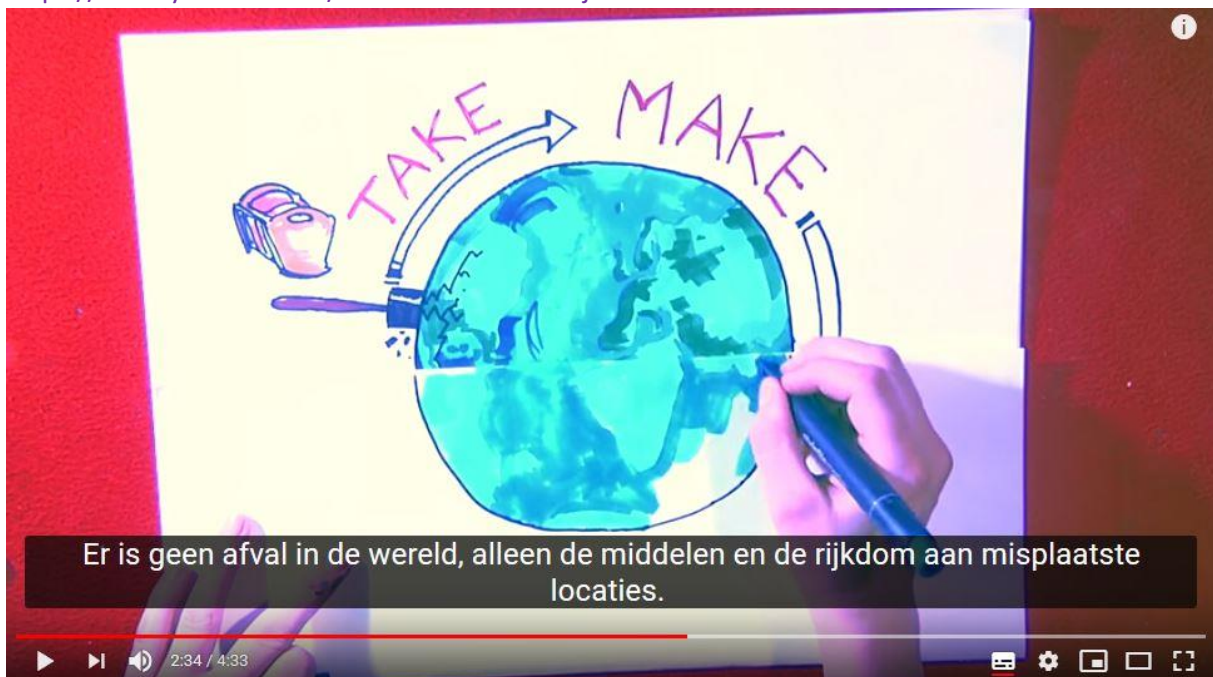 TAKE
MAKE
Er is geen afval in de wereld, alleen de middelen en de rijkdom aan misplaatste
locaties.
2:34 / 4:33